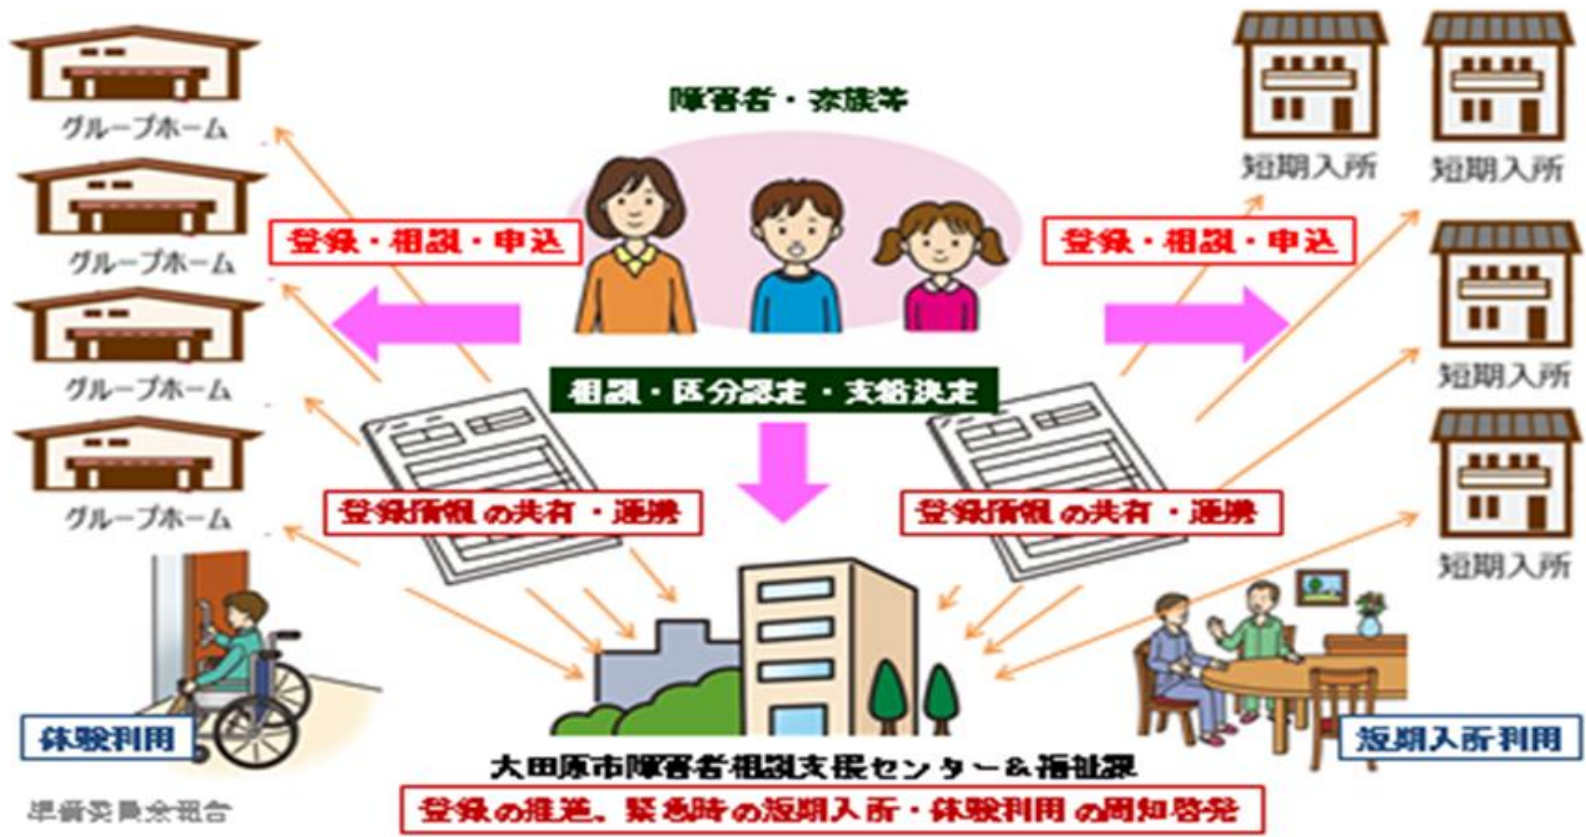 障害者・家族等
グループホーム
グループホーム
グループホーム
グループホーム
短期入所
短期入所
短期入所
短期入所
登録・相談・申込
登録・相談・申込
相談・区分認定・支給決定
登録情報の共有・連携
登録情報の共有・連携
体験利用
短期入所利用
大田原市障害者相談支援センター&福祉課
登録の推進、緊急時の短期入所・体験利用の周知啓発